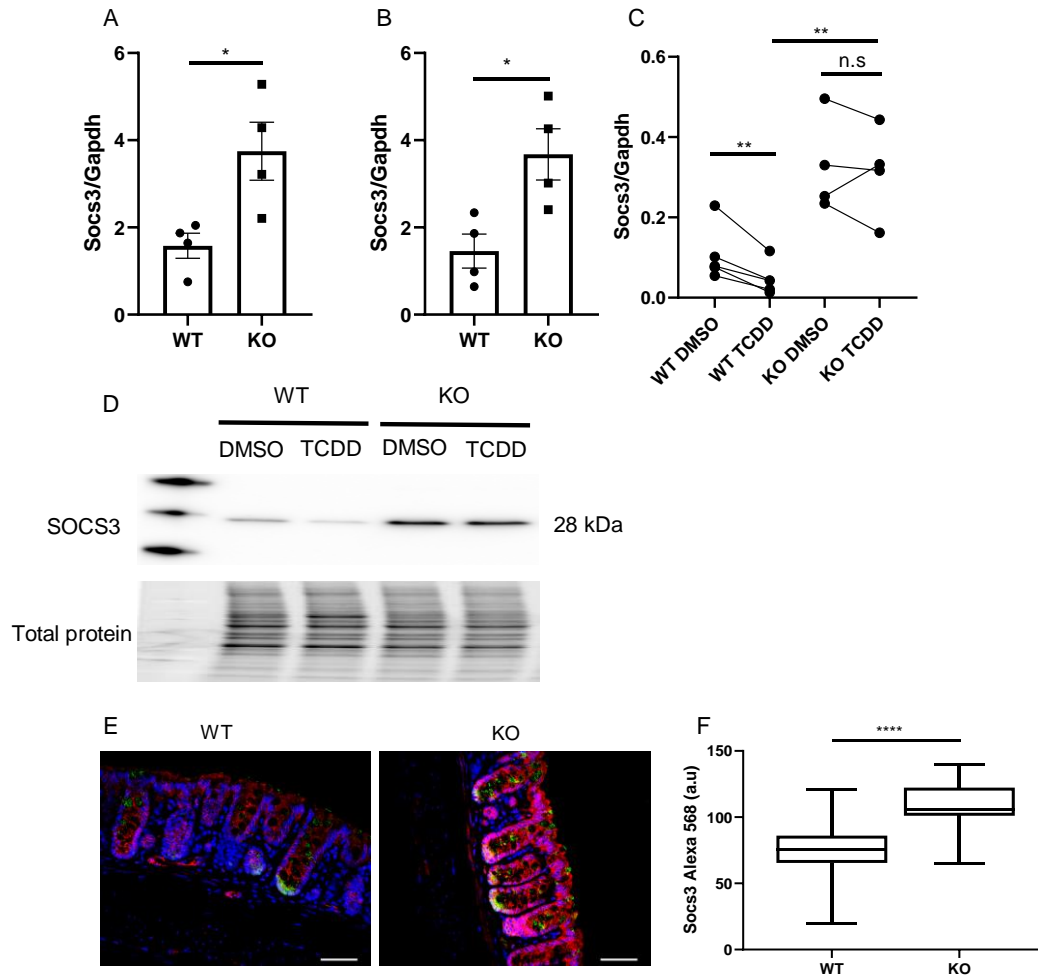 A
*
Socs3/Gapdh
6
4
2
0
WT
KO
B
*
Socs3/Gapdh
6
4
2
0
WT
KO
C
**
n.s
**
Socs3/Gapdh
0.6
0.4
0.2
0.0
WT DMSO
WT TCDD
KO DMSO
KO TCDD
D
WT
KO
DMSO
TCDD
DMSO
TCDD
SOCS3
28 kDa
Total protein
E
WT
KO
F
****
Socs3 Alexa 568 (a.u)
150
100
50
0
WT
KO